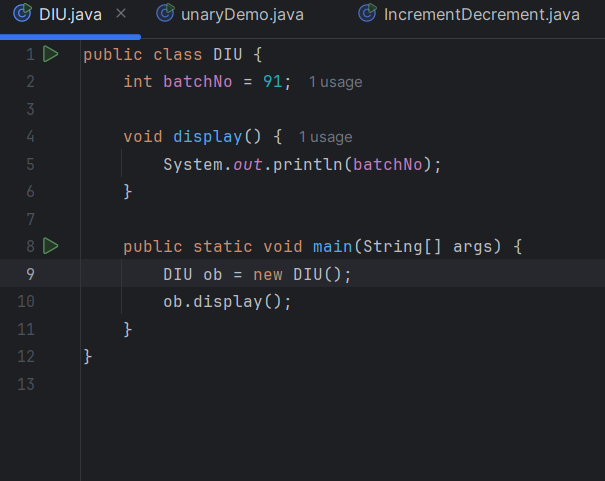 DIU.java unaryDemo.java IncrementDecrement.java
1 public class DIU {
2 int batchNo = 91; 1 usage
3
4 void display() { 1 usage
5 System.out.println(batchNo);
6 }
7
8 public static void main(String[] args) {
9 DIU ob = new DIU();
10 ob.display();
11 }
12 }
13